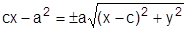 cx-a² = ±a√(x-c)² + y²